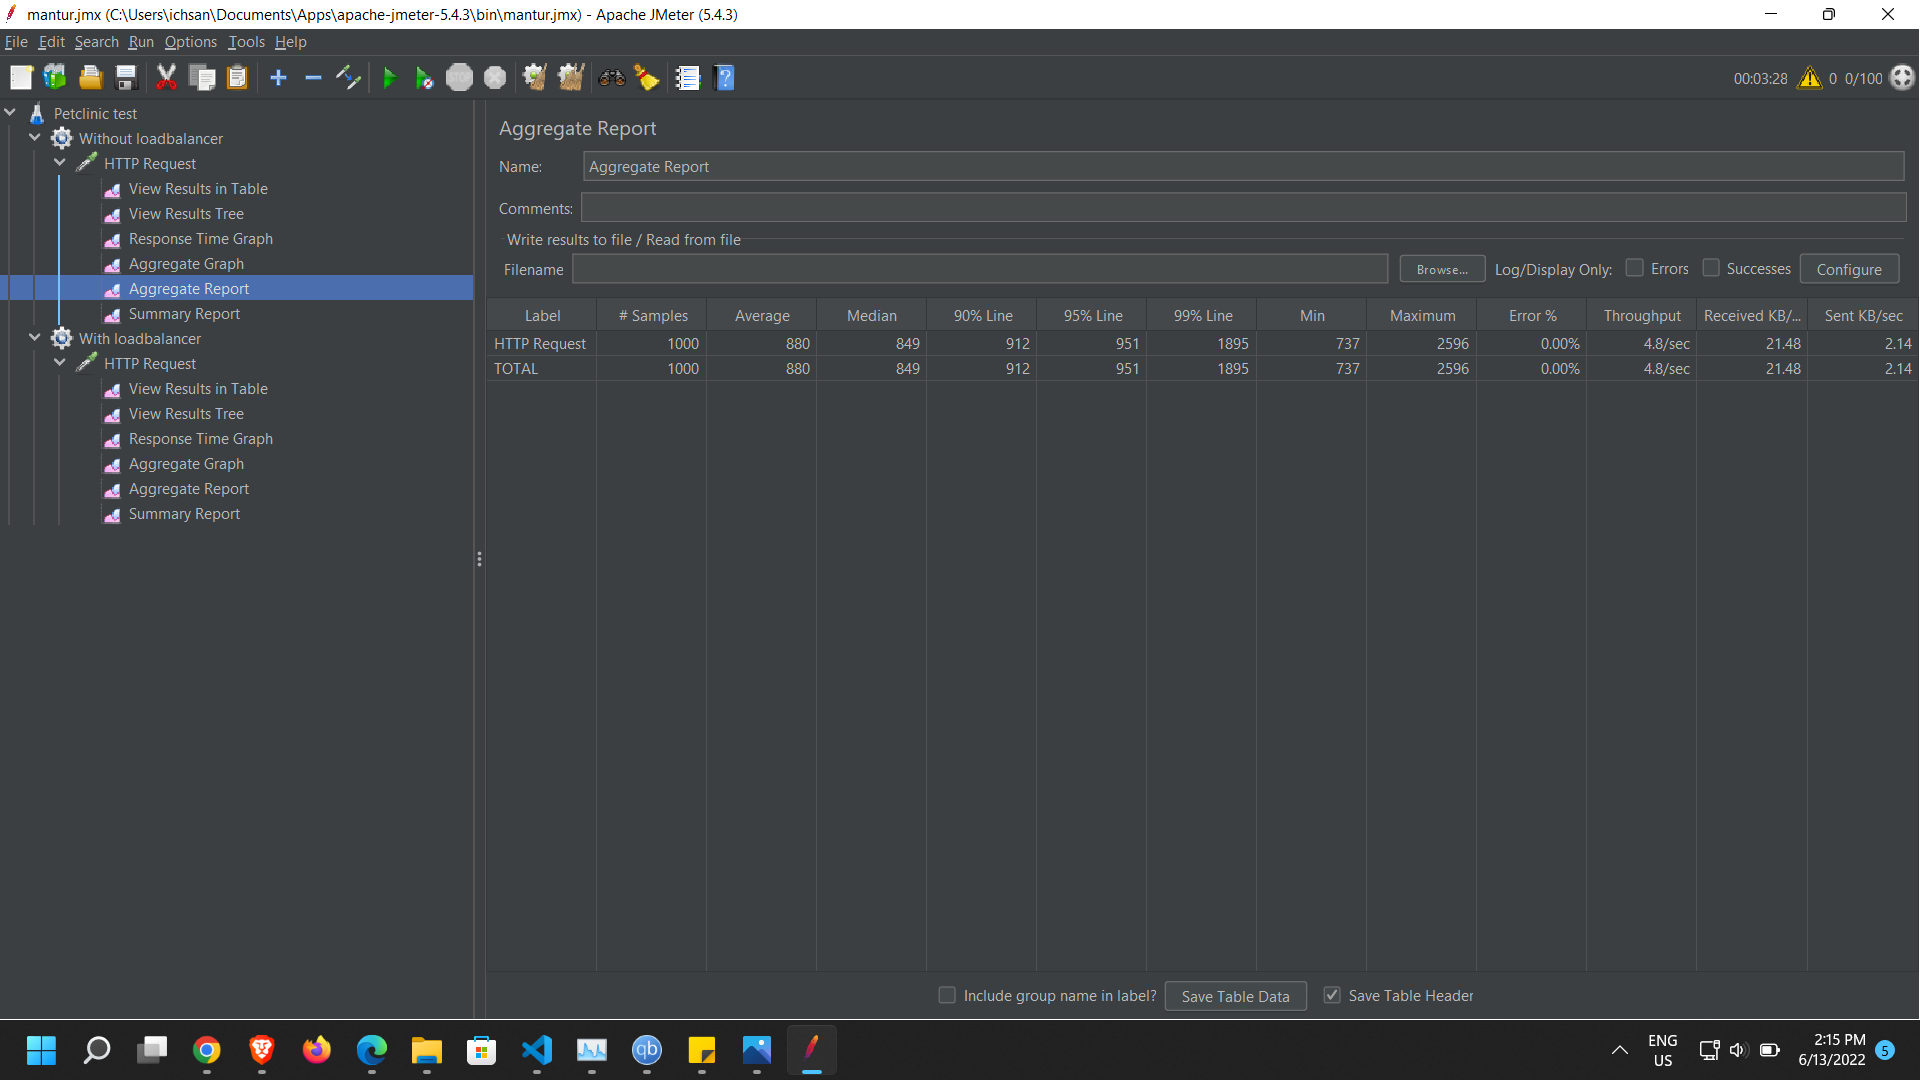 mantur.jmx (C:\Users\ichsan\Documents\Apps\apache-jmeter-5.4.3\bin\mantur.jmx) - Apache JMeter (5.4.3)
File Edit Search Run Options Tools Help
STOP
00:03:28 0 0/100
Petclinic test
Without loadbalancer
HTTP Request
View Results in Table
View Results Tree
Response Time Graph
Aggregate Graph
Aggregate Report
Summary Report
With loadbalancer
HTTP Request
View Results in Table
View Results Tree
Response Time Graph
Aggregate Graph
Aggregate Report
Summary Report
Aggregate Report
Name: Aggregate Report
Comments:
Write results to file / Read from file
Filename Browse... Log/Display Only: Errors Successes Configure
Label # Samples Average Median 90% Line 95% Line 99% Line Min Maximum Error % Throughput Received KB/... Sent KB/sec
HTTP Request 1000 880 849 912 951 1895 737 2596 0.00% 4.8/sec 21.48 2.14
TOTAL 1000 880 849 912 951 1895 737 2596 0.00% 4.8/sec 21.48 2.14
Include group name in label? Save Table Data Save Table Header
qb
ENG
US
2:15 PM
6/13/2022
5